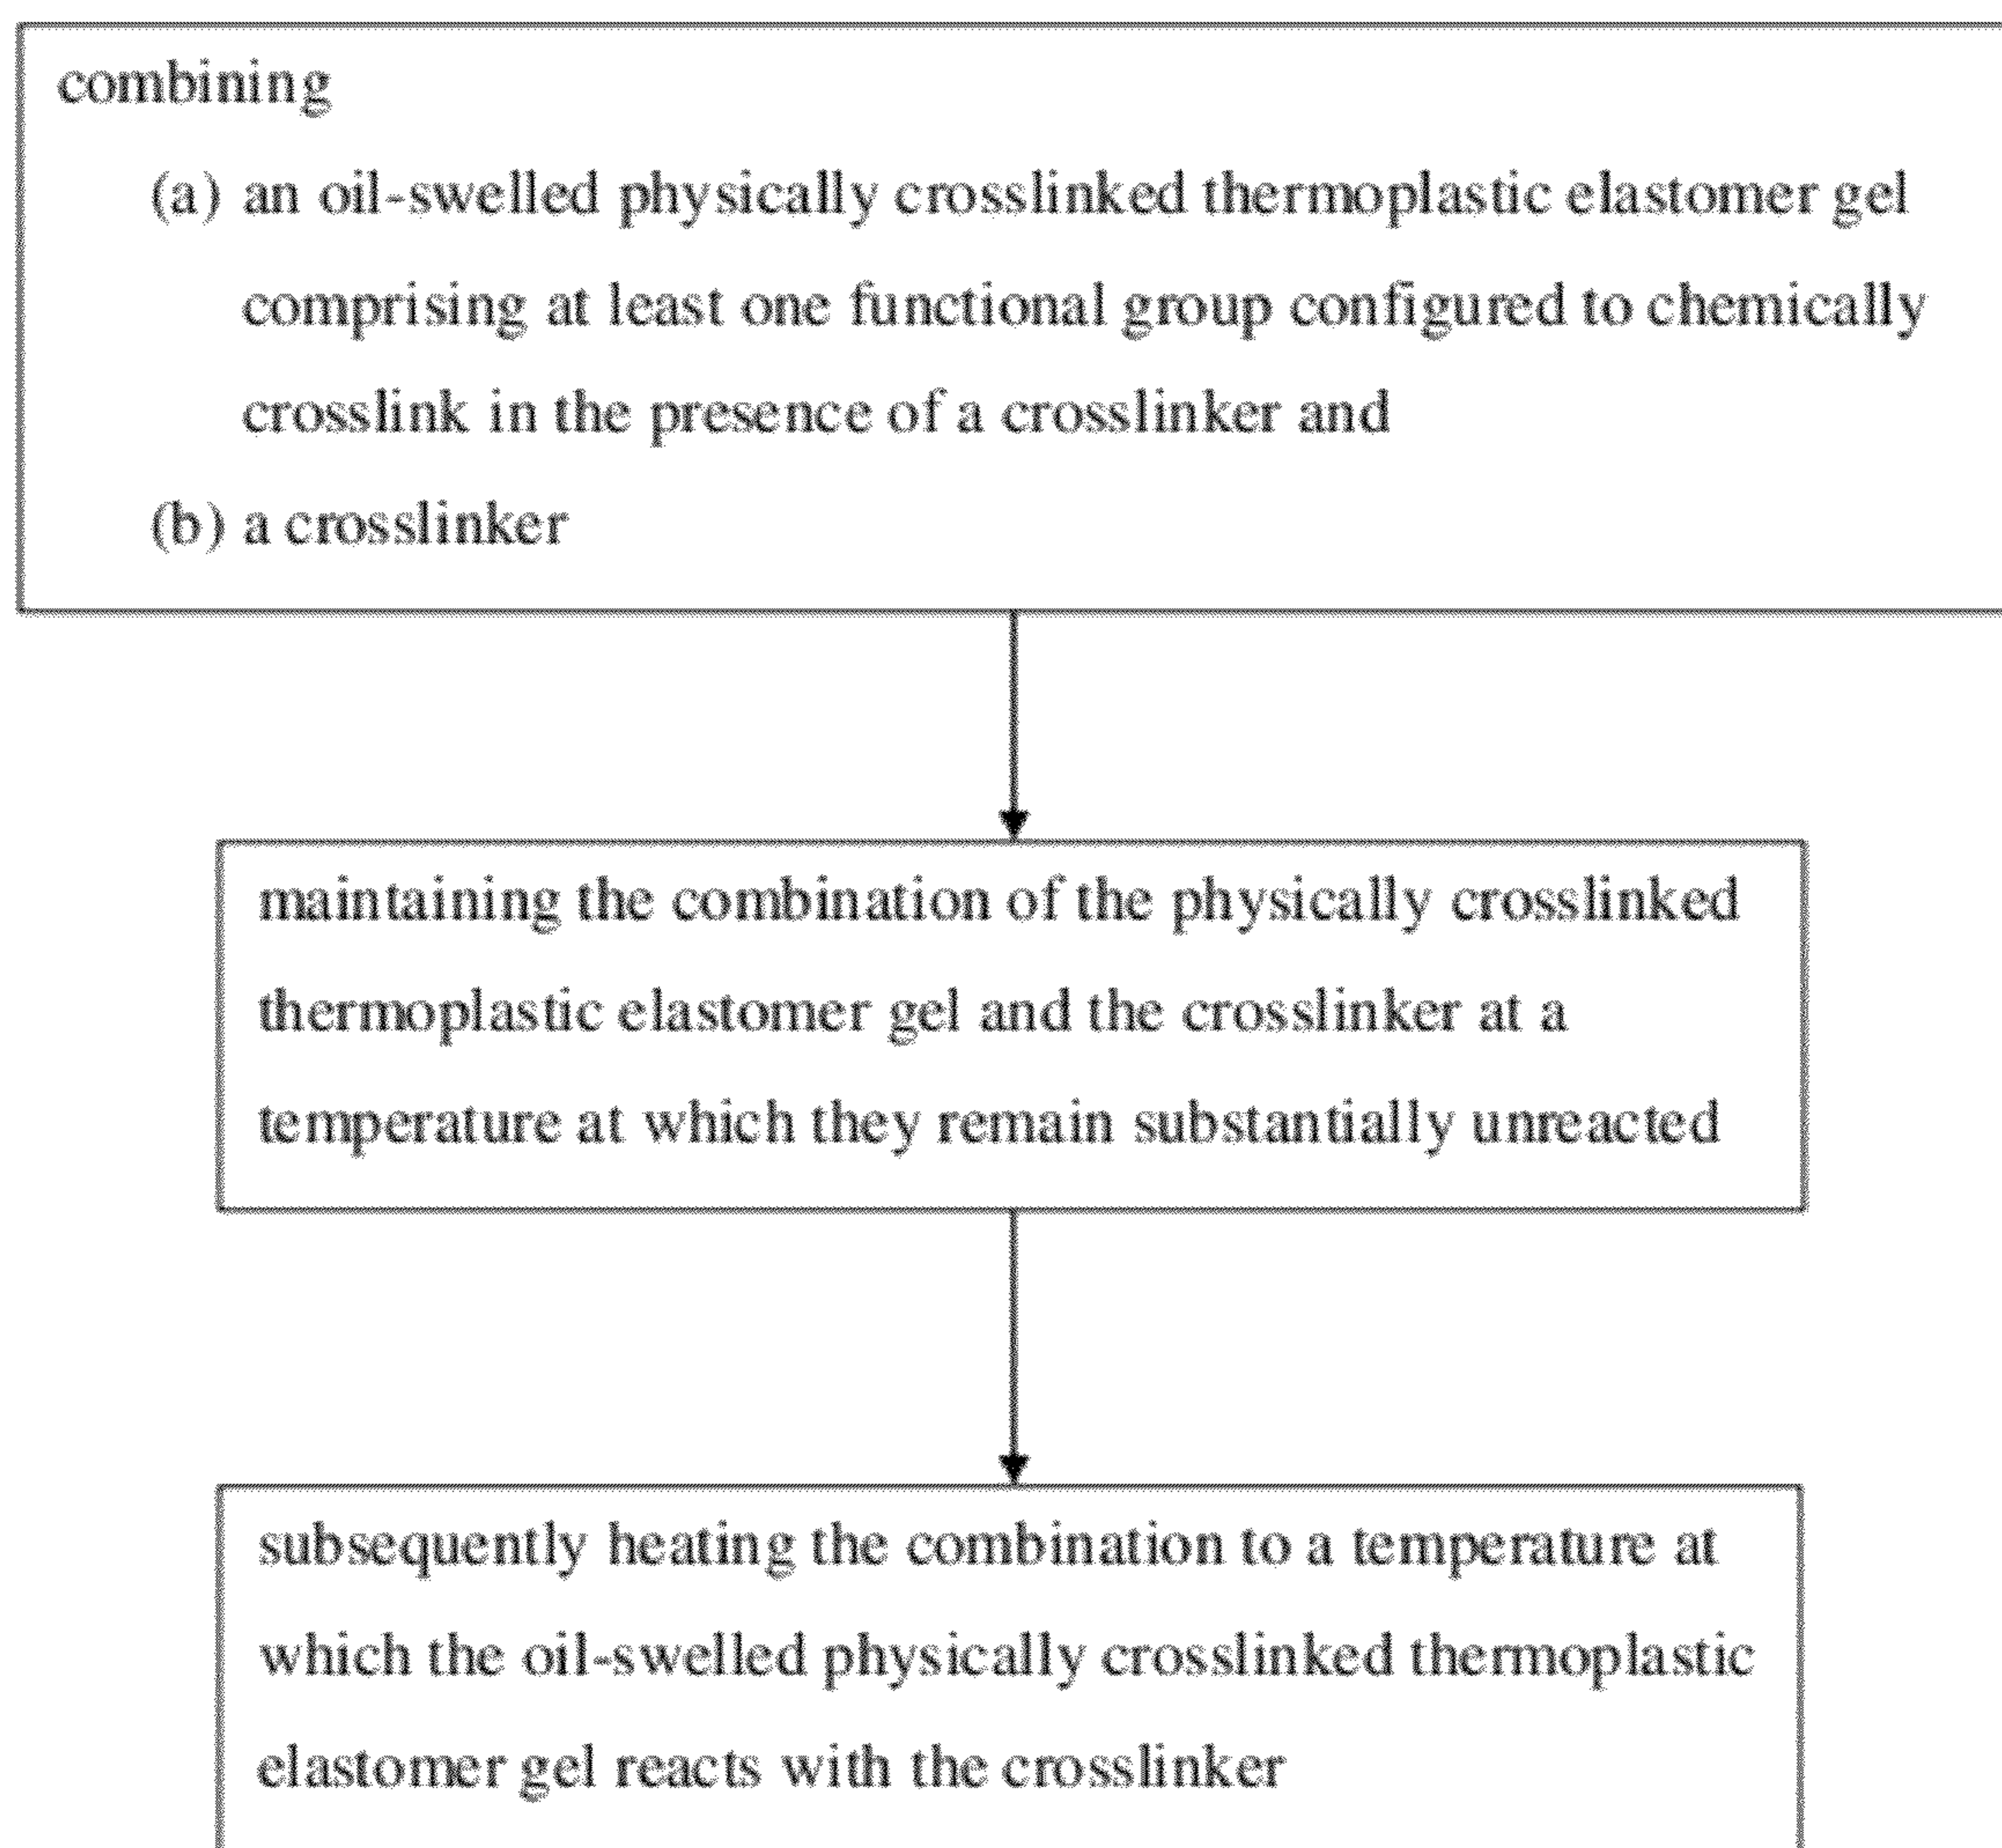 combining
(a) an oil-swelled physically crosslinked thermoplastic elastomer gel
comprising at least one functional group configured to chemically
crosslink in the presence of a crosslinker and
(b) a crosslinker
maintaining the combination of the physically crosslinked
thermoplastic elastomer gel and the crosslinker at a
temperature at which they remain substantially unreacted
subsequently heating the combination to a temperature at
which the oil-swelled physically crosslinked thermoplastic
elastomer gel reacts with the crosslinker